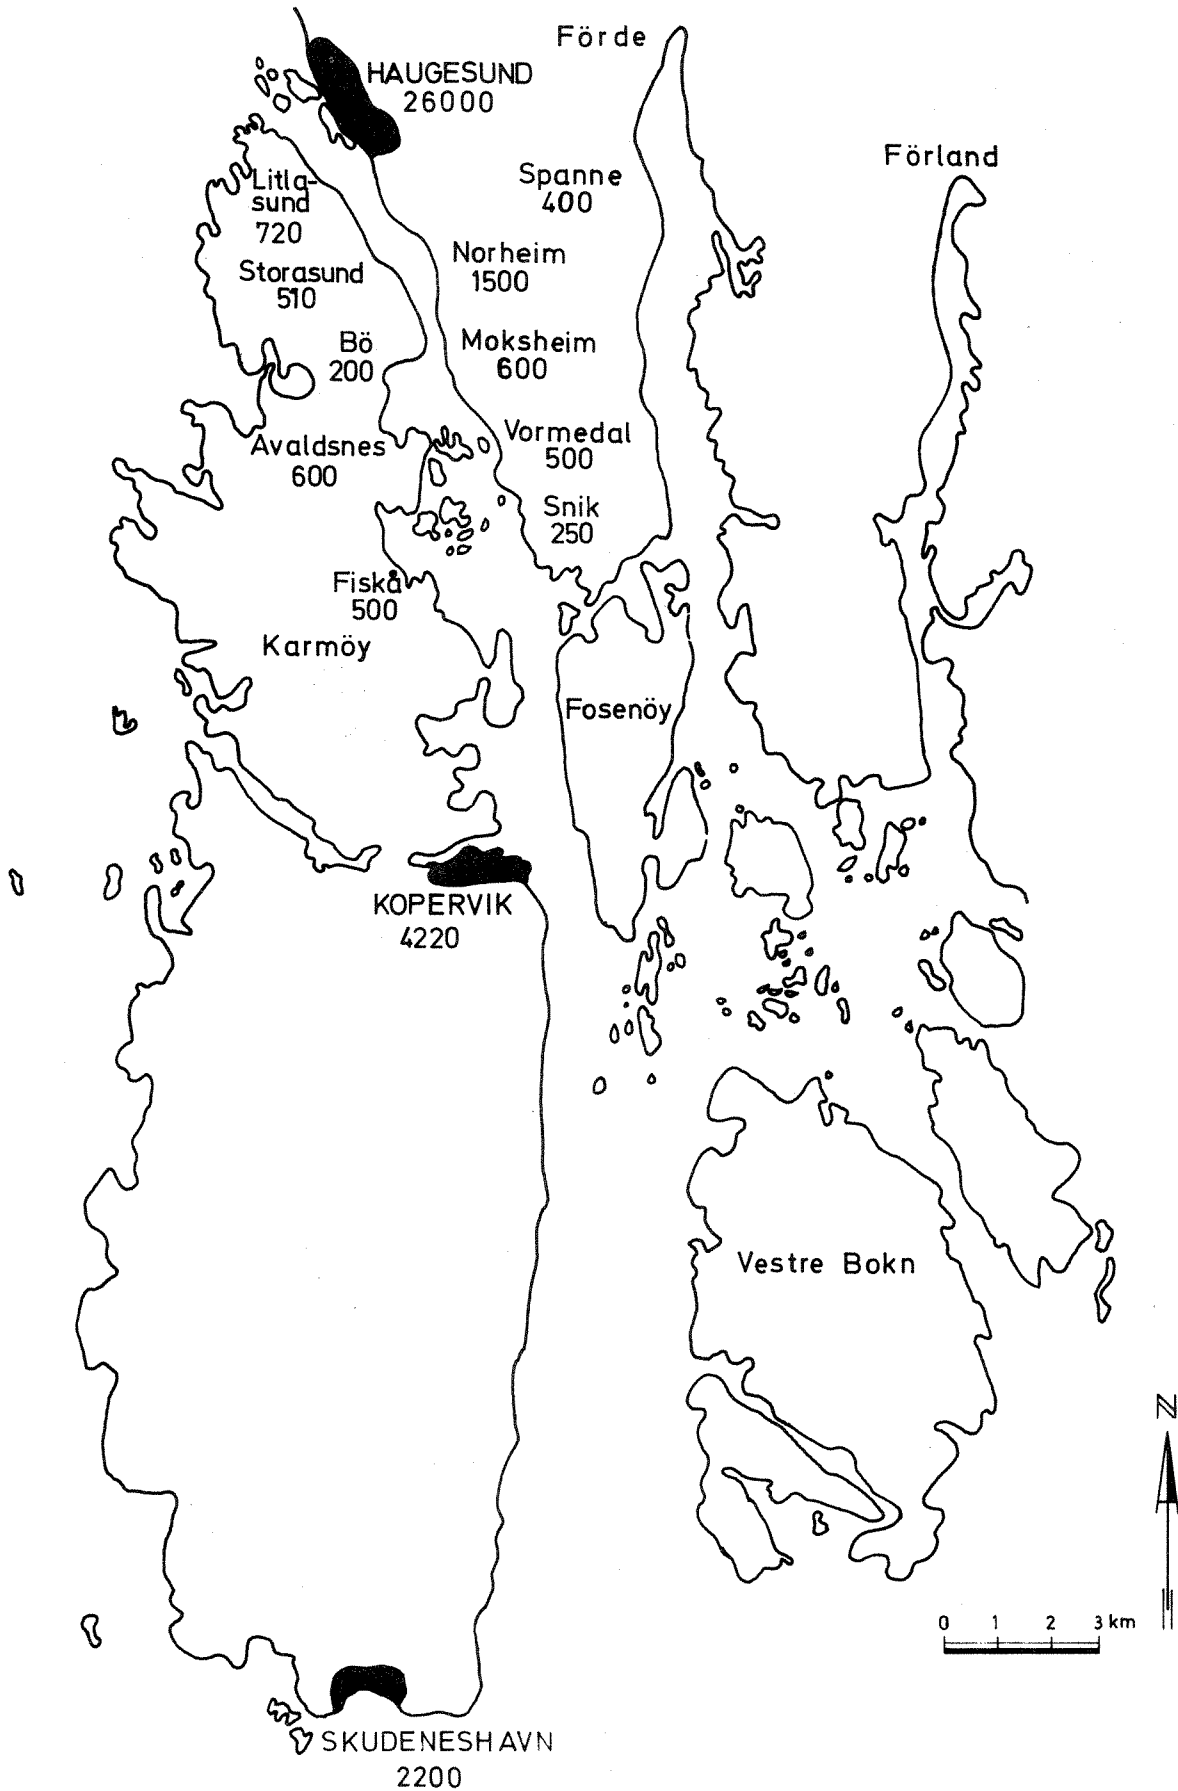 Förde
HAUGESUND
26000
Förland
Litla-
sund
720
Spanne
400
Storasund
510
Norheim
1500
Bö
200
Moksheim
600
Avaldsnes
600
Vormedal
500
Snik
250
Fiskå
500
Karmöy
Fosenöy
KOPERVIK
4220
Vestre Bokn
N
0 1 2 3 km
SKUDENESHAVN
2200